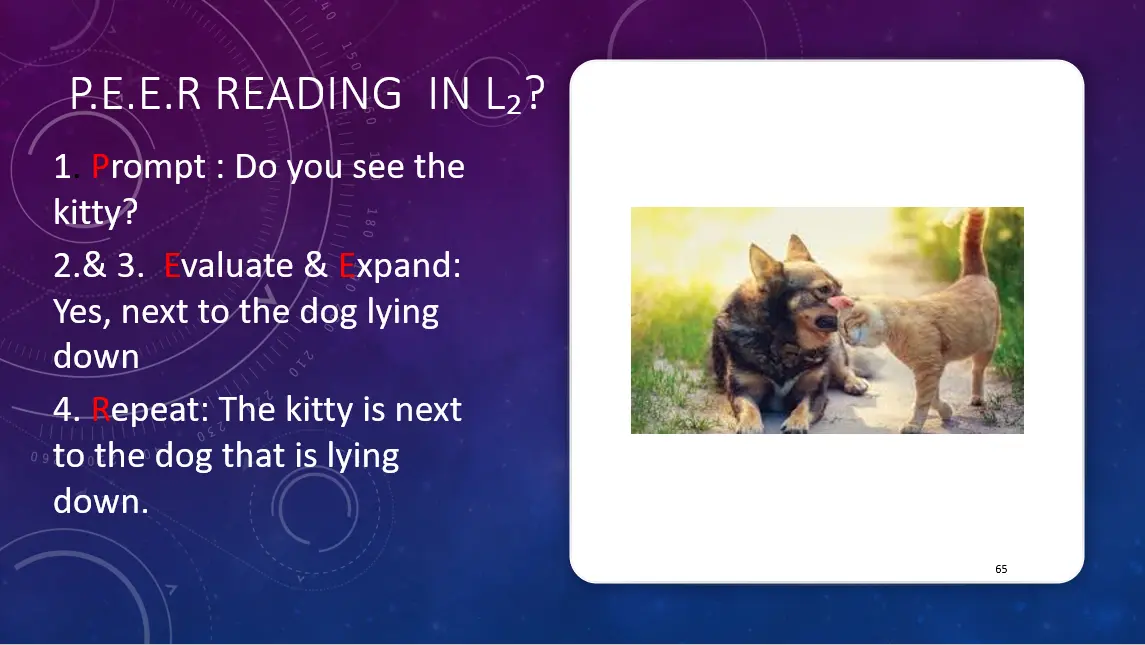 P.E.E.R READING IN L₂?
1. Prompt : Do you see the
kitty?
2.& 3. Evaluate & Expand:
Yes, next to the dog lying
down
4. Repeat: The kitty is next
to the dog that is lying
down.
65